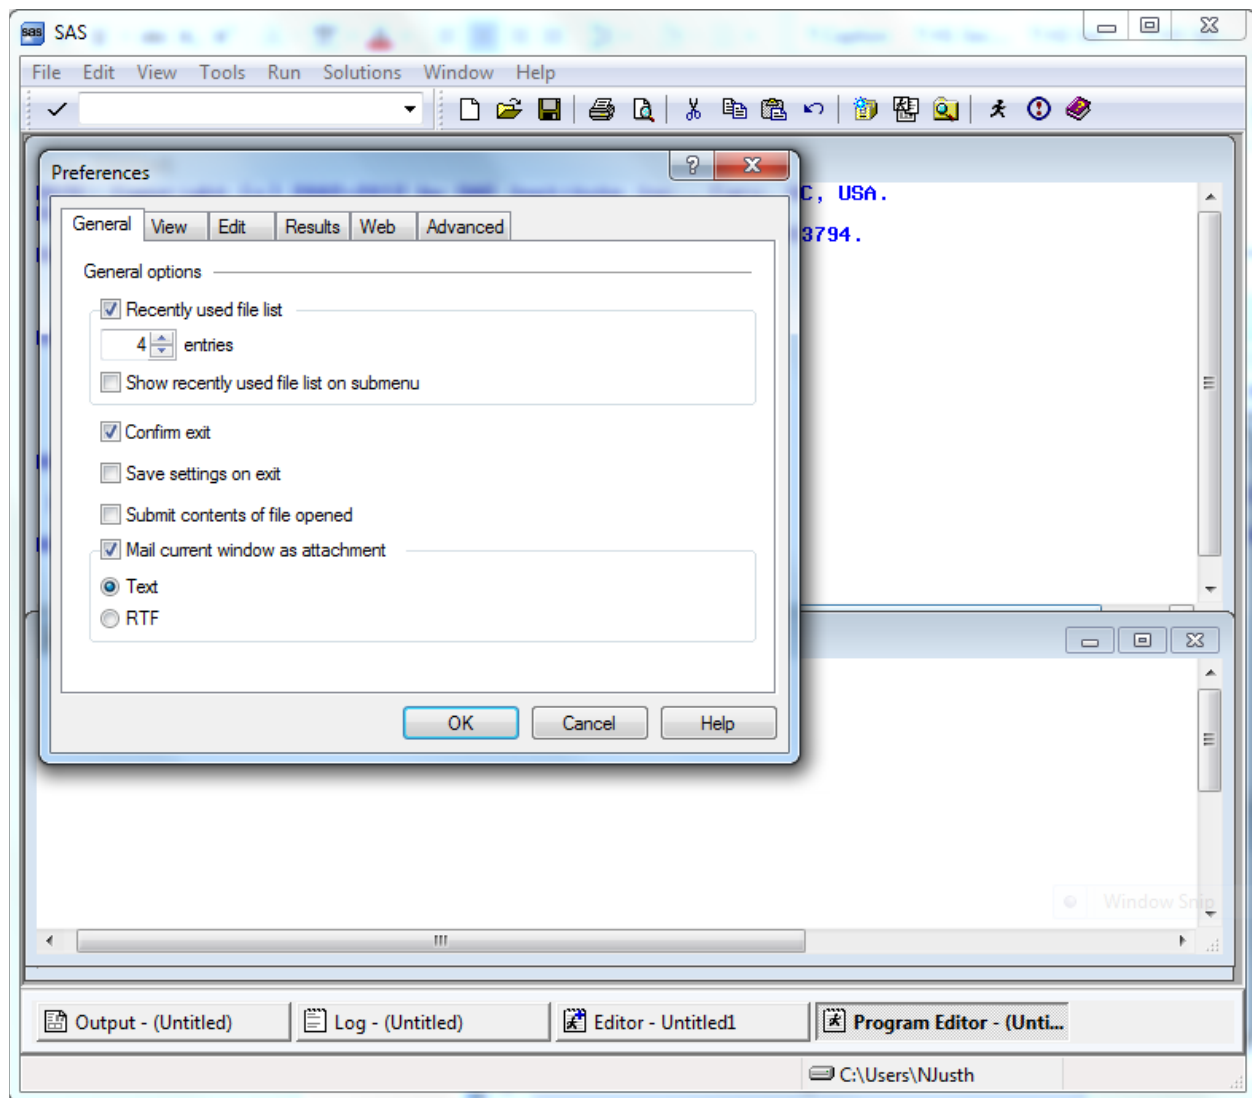 sas SAS
File Edit View Tools Run Solutions Window Help
Preferences
C, USA.
3794.
General View Edit Results Web Advanced
General options
Recently used file list
4 entries
Show recently used file list on submenu
Confirm exit
Save settings on exit
Submit contents of file opened
Mail current window as attachment
Text
RTF
OK Cancel Help
Window Snip
Output - (Untitled) Log - (Untitled) Editor - Untitled1 Program Editor - (Unti...
C:\Users\NJusth